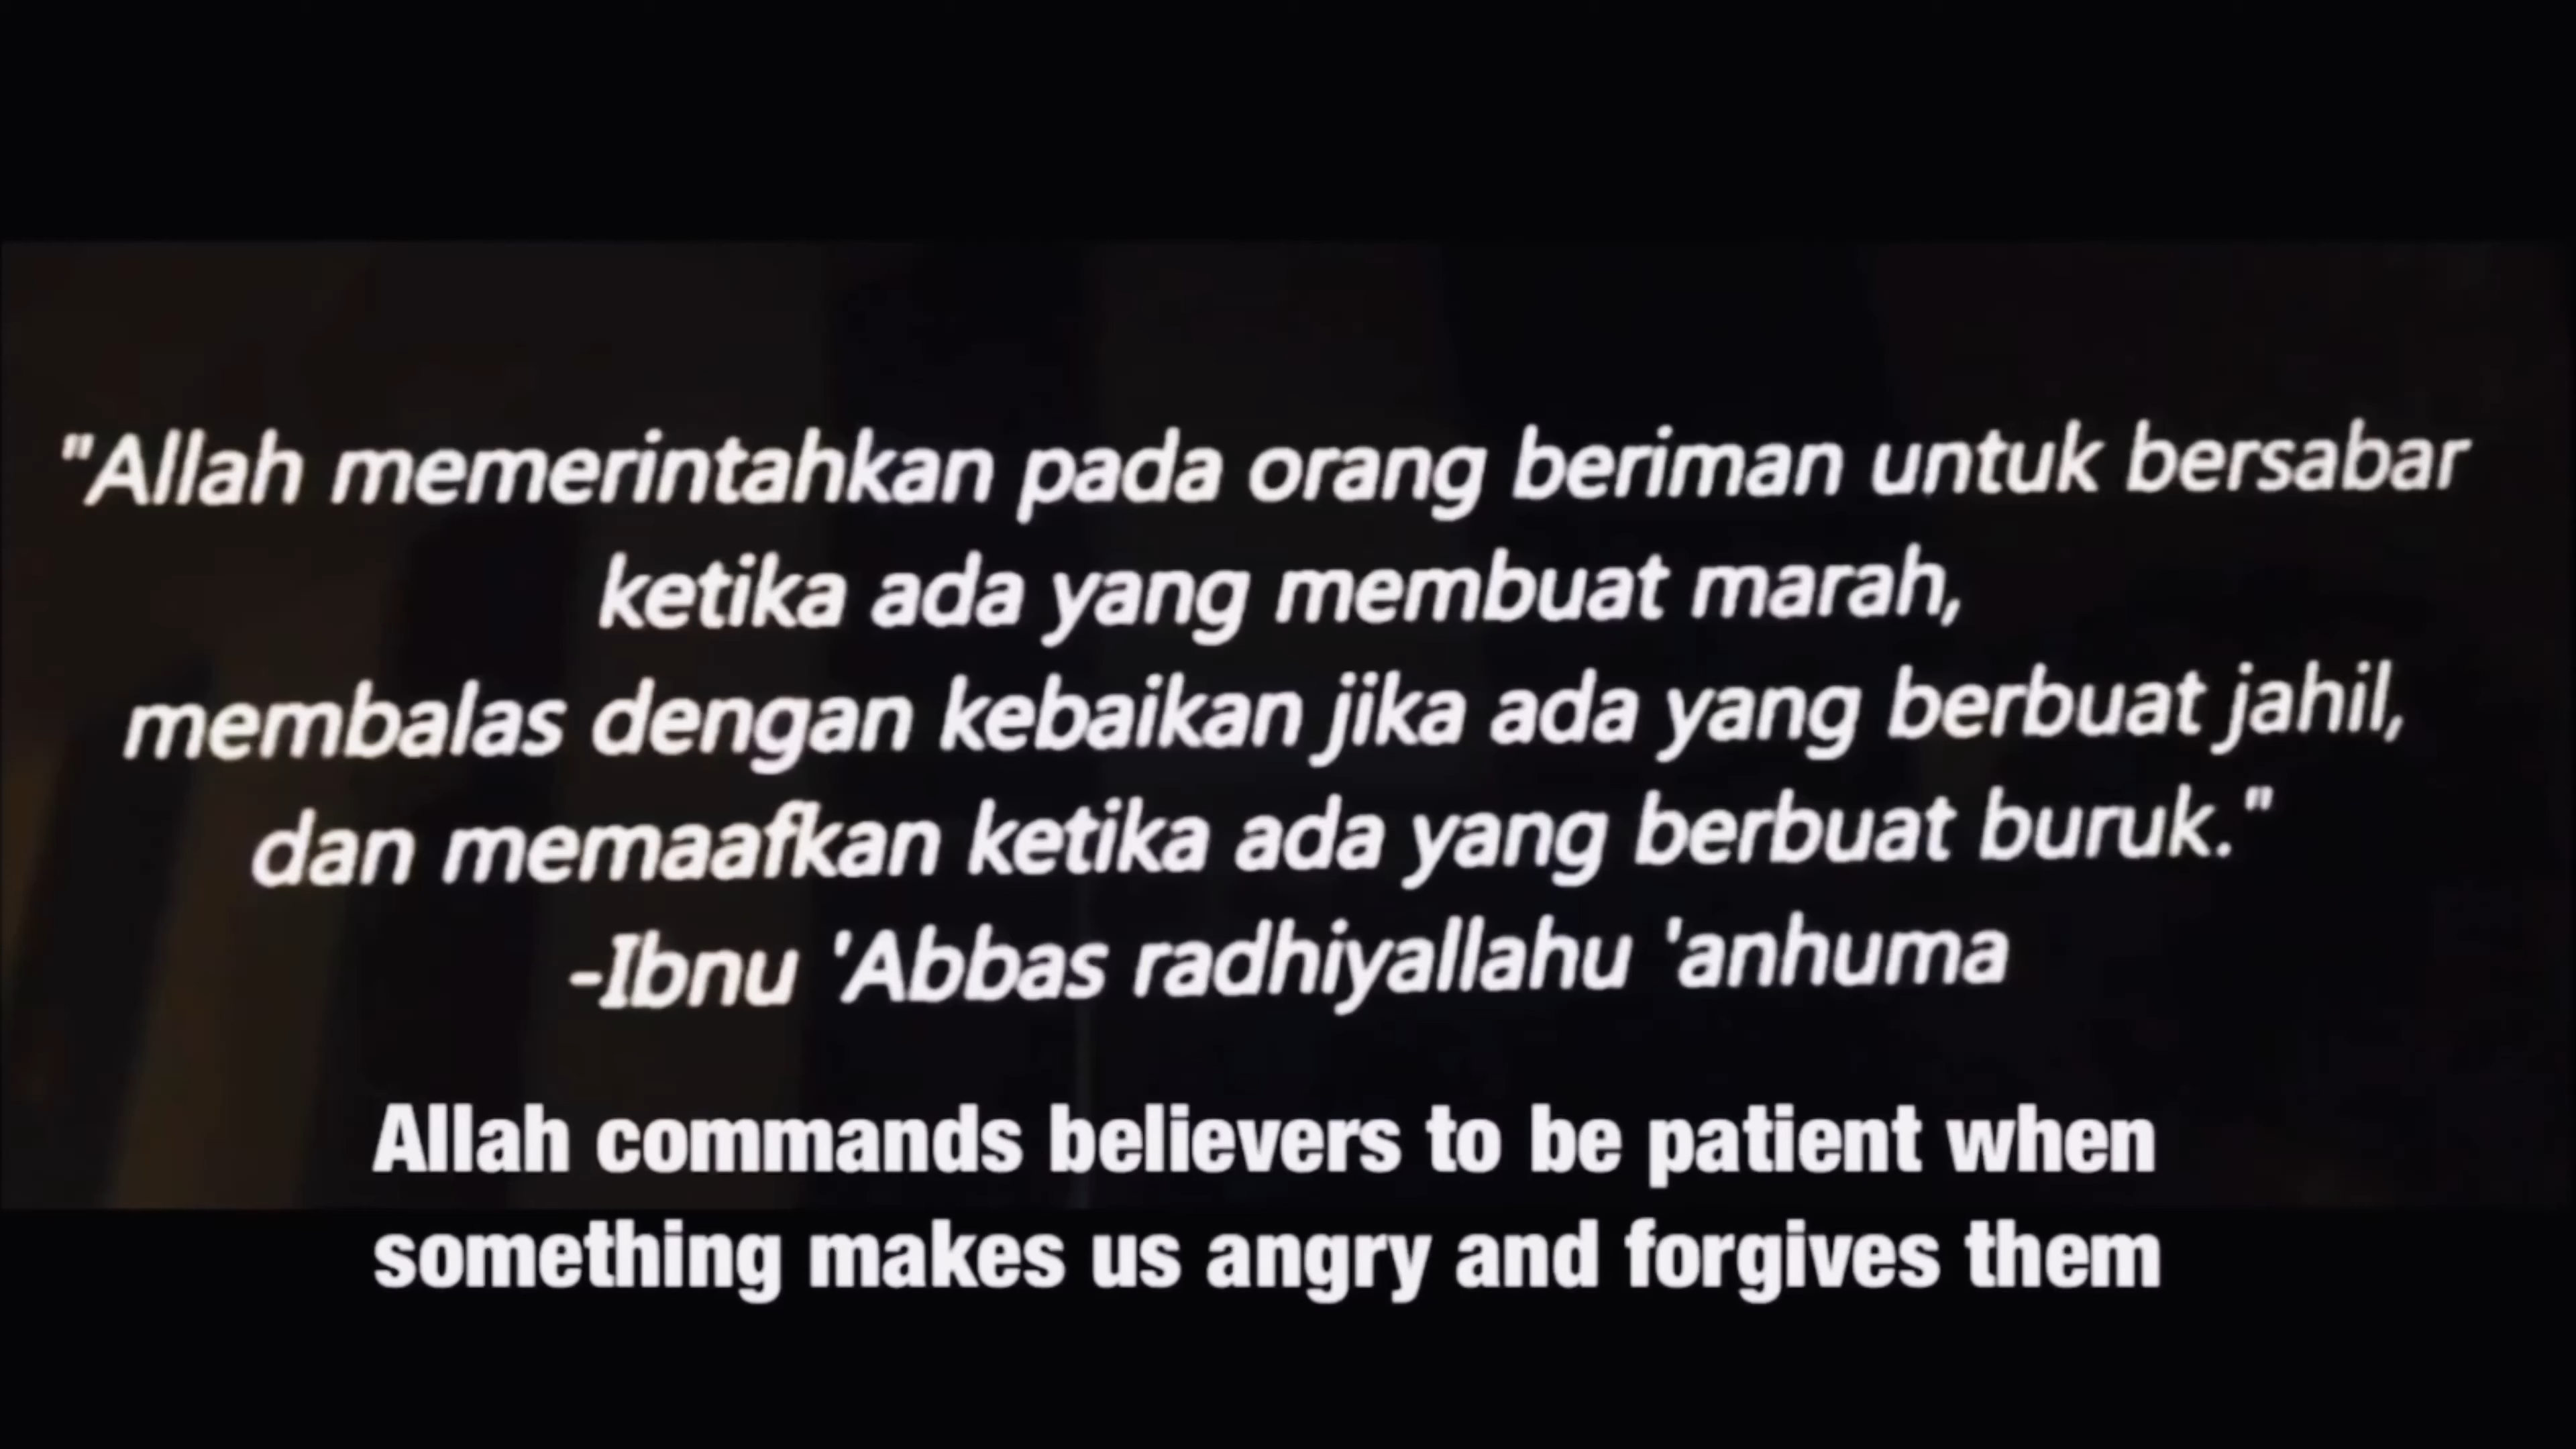 "Allah memerintahkan pada orang beriman untuk bersabar
ketika ada yang membuat marah,
membalas dengan kebaikan jika ada yang berbuat jahil,
dan memaafkan ketika ada yang berbuat buruk."
-Ibnu 'Abbas radhiyallahu 'anhuma
Allah commands believers to be patient when
something makes us angry and forgives them